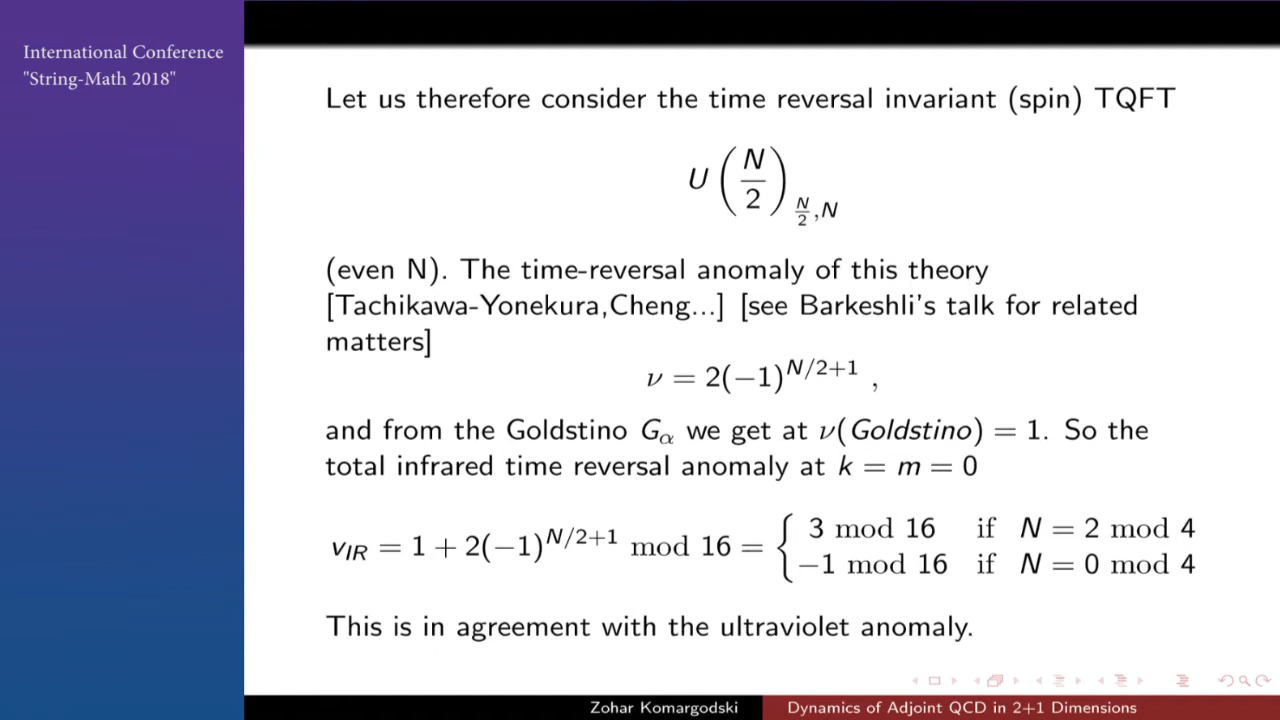 International Conference
"String-Math 2018"
Let us therefore consider the time reversal invariant (spin) TQFT
U(N/2)_{N/2,N}
(even N). The time-reversal anomaly of this theory
[Tachikawa-Yonekura,Cheng...] [see Barkeshli's talk for related
matters]
ν = 2(−1)^{N/2+1} ,
and from the Goldstino G_α we get at ν(Goldstino) = 1. So the
total infrared time reversal anomaly at k = m = 0
v_{IR} = 1 + 2(−1)^{N/2+1} mod 16 = { 3 mod 16 if N = 2 mod 4
−1 mod 16 if N = 0 mod 4
This is in agreement with the ultraviolet anomaly.
Zohar Komargodski Dynamics of Adjoint QCD in 2+1 Dimensions